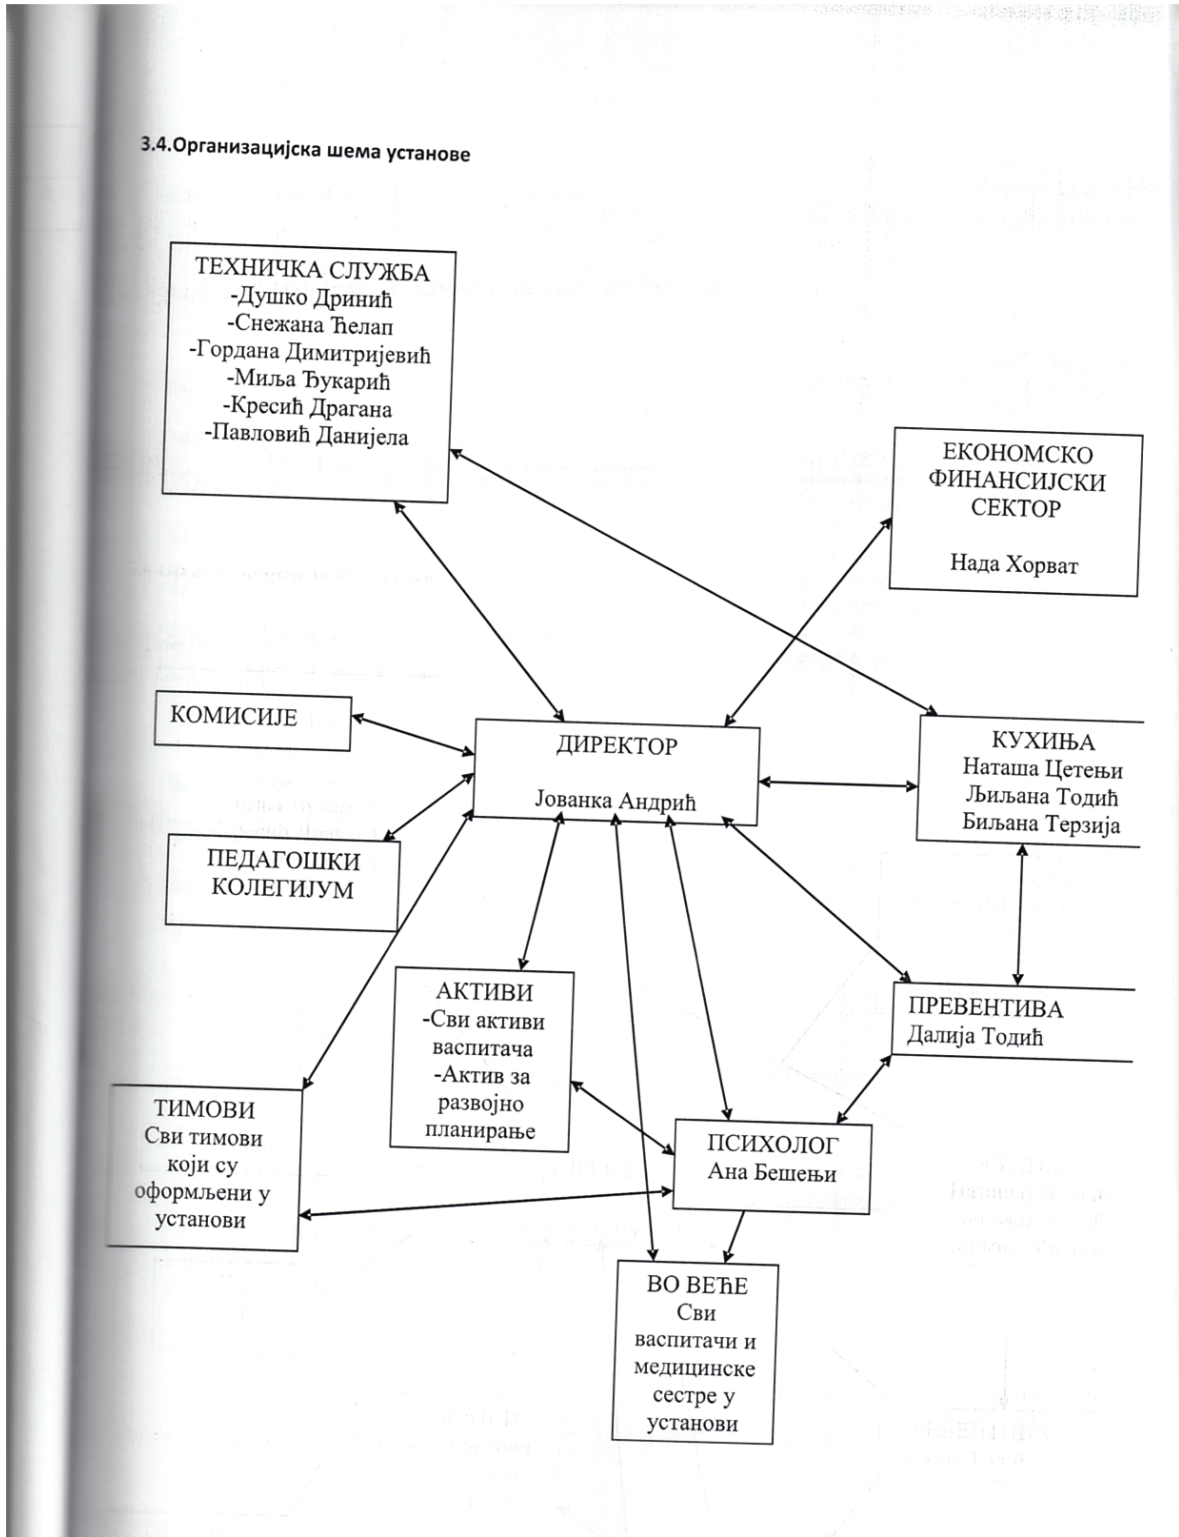 3.4.Организацијска шема установе
ТЕХНИЧКА СЛУЖБА
-Душко Дринић
-Снежана Ћелап
-Гордана Димитријевић
-Миља Ђукарић
-Кресић Драгана
-Павловић Данијела
ЕКОНОМСКО
ФИНАНСИЈСКИ
СЕКТОР
Нада Хорват
КОМИСИЈЕ
ДИРЕКТОР
Јованка Андрић
КУХИЊА
Наташа Цетењи
Љиљана Тодић
Биљана Терзија
ПЕДАГОШКИ
КОЛЕГИЈУМ
АКТИВИ
-Сви активи
васпитача
-Актив за
развојно
планирање
ПРЕВЕНТИВА
Далија Тодић
ТИМОВИ
Сви тимови
који су
оформљени у
установи
ПСИХОЛОГ
Ана Бешењи
ВО ВЕЋЕ
Сви
васпитачи и
медицинске
сестре у
установи